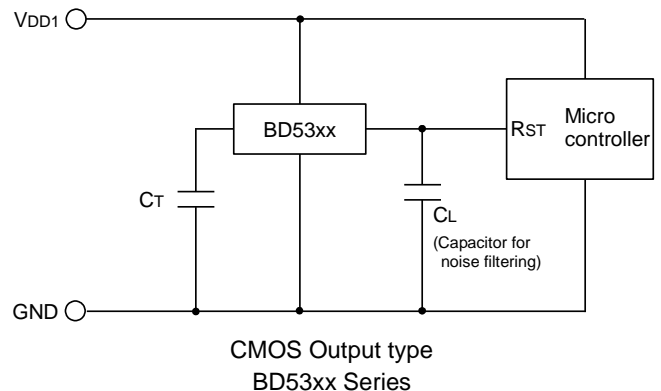 VDD1
BD53xx
RST
Micro
controller
CT
CL
(Capacitor for
noise filtering)
GND
CMOS Output type
BD53xx Series